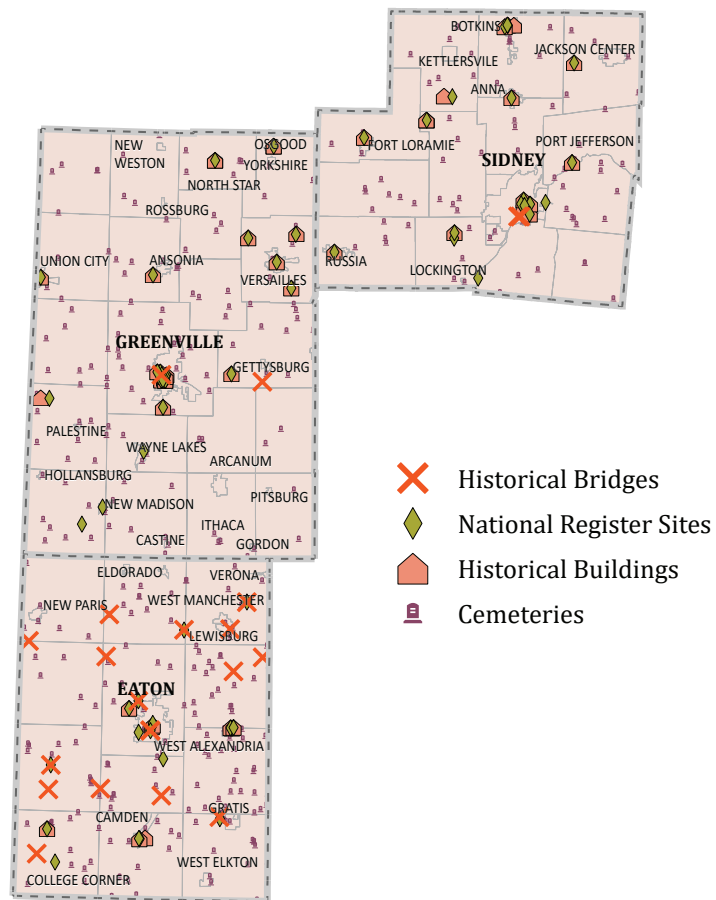 BOTKINS
JACKSON CENTER
KETTLERSVILE
ANNA
PORT JEFFERSON
FORT LORAMIE
SIDNEY
NEW
WESTON
OSGOOD
YORKSHIRE
NORTH STAR
ROSSBURG
RUSSIA
LOCKINGTON
UNION CITY
ANSONIA
VERSAILLES
GREENVILLE
GETTYSBURG
PALESTINE
WAYNE LAKES
ARCANUM
HOLLANSBURG
PITSBURG
NEW MADISON
ITHACA
CASTINE
GORDON
ELDORADO
VERONA
NEW PARIS
WEST MANCHESTER
LEWISBURG
EATON
WEST ALEXANDRIA
GRATIS
CAMDEN
WEST ELKTON
COLLEGE CORNER
Historical Bridges
National Register Sites
Historical Buildings
Cemeteries